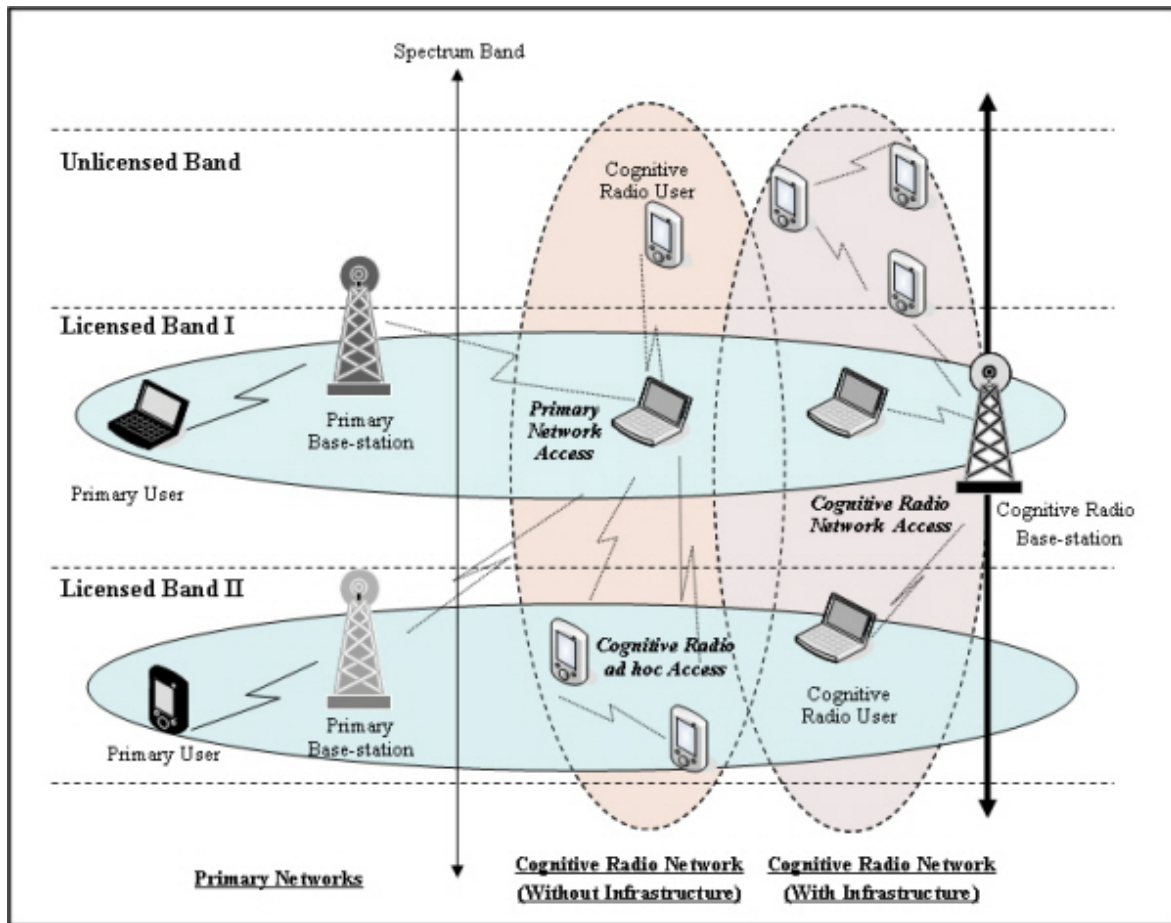 Spectrum Band
Unlicensed Band
Cognitive
Radio User
Licensed Band I
Primary
Base-station
Primary User
Primary
Network
Access
Cognitive Radio
Network Access
Cognitive Radio
Base-station
Licensed Band II
Cognitive Radio
ad hoc Access
Cognitive
Radio User
Primary
Base-station
Primary User
Primary Networks
Cognitive Radio Network
(Without Infrastructure)
Cognitive Radio Network
(With Infrastructure)